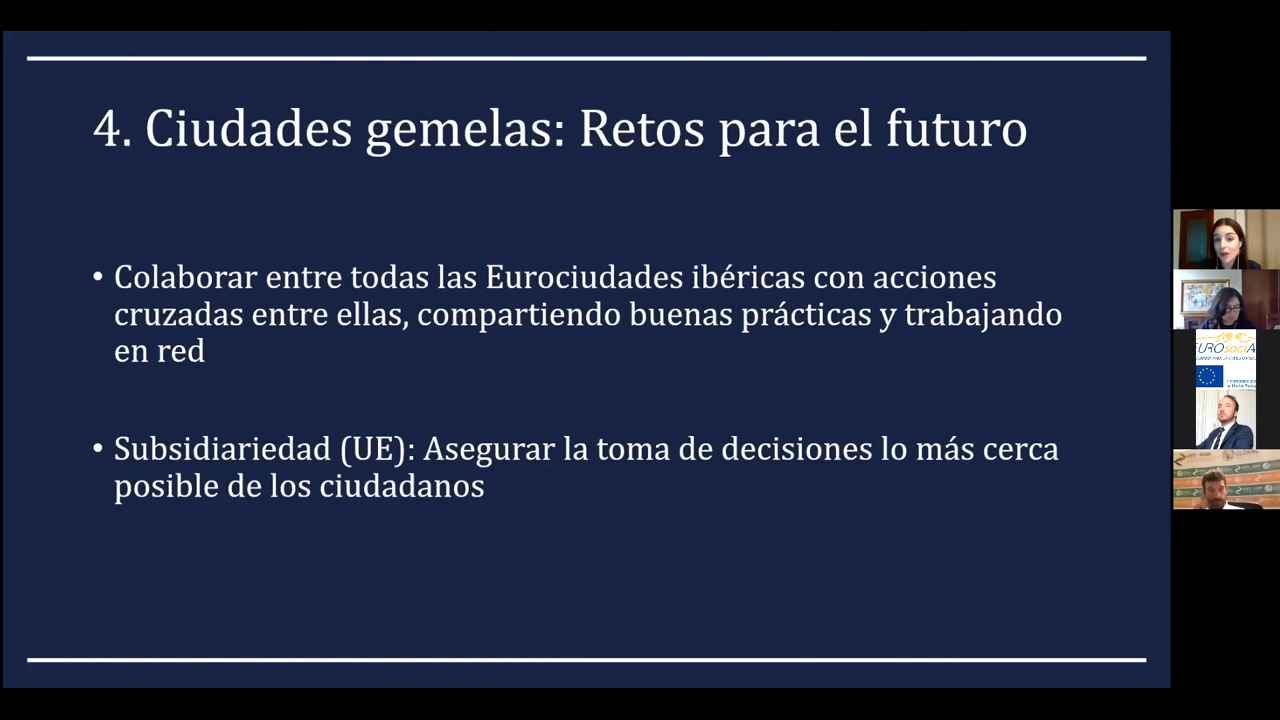 4. Ciudades gemelas: Retos para el futuro
• Colaborar entre todas las Eurociudades ibéricas con acciones
cruzadas entre ellas, compartiendo buenas prácticas y trabajando
en red
• Subsidiariedad (UE): Asegurar la toma de decisiones lo más cerca
posible de los ciudadanos
UROsociA
GLOBAL